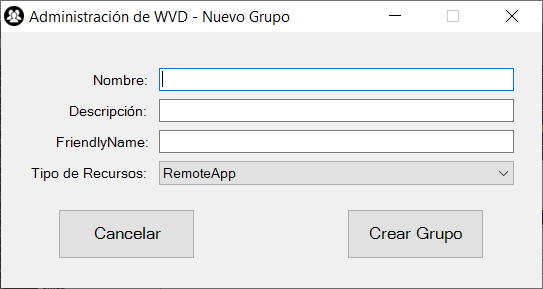 Administración de WVD - Nuevo Grupo
Nombre:
Descripción:
FriendlyName:
Tipo de Recursos: RemoteApp
Cancelar Crear Grupo